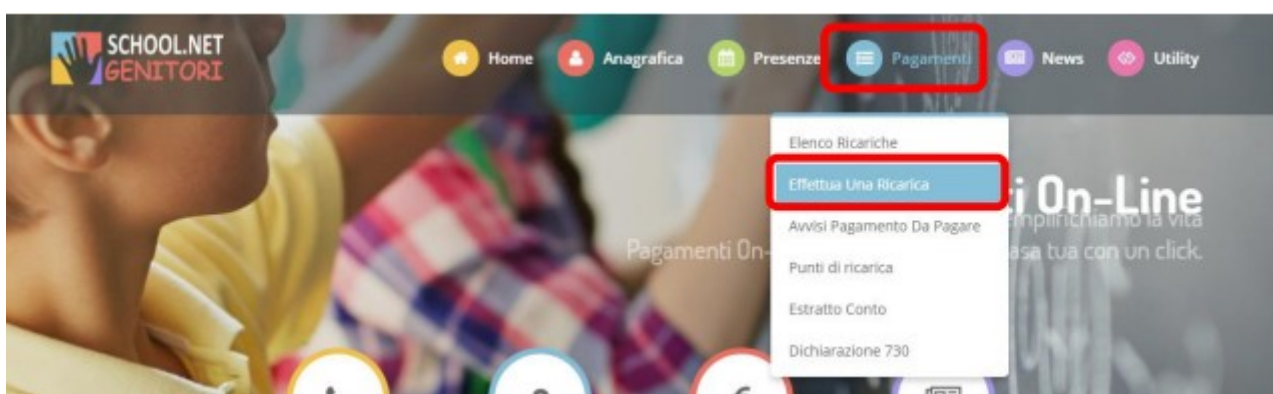 SCHOOL.NET
GENITORI
Home Anagrafica Presenze Pagamenti News Utility
Elenco Ricariche
Effettua Una Ricarica
ti On-Line
la vita
Avvisi Pagamento Da Pagare
Pagamenti On-
asa tua con un click.
Punti di ricarica
Estratto Conto
Dichiarazione 730